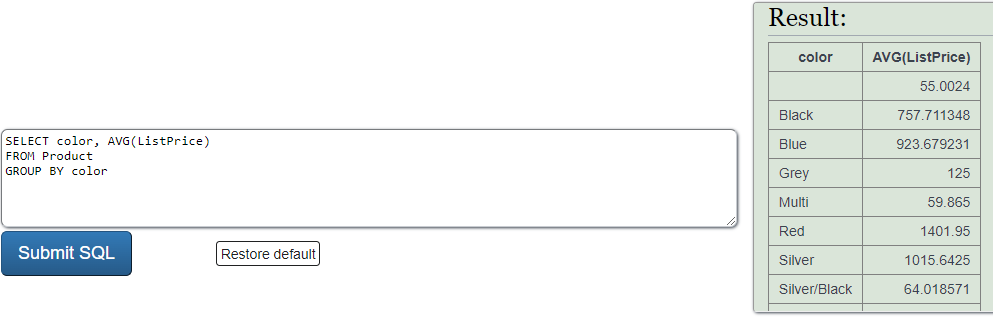 SELECT color, AVG(ListPrice)
FROM Product
GROUP BY color
Submit SQL
Restore default
Result:
color AVG(ListPrice)
55.0024
Black 757.711348
Blue 923.679231
Grey 125
Multi 59.865
Red 1401.95
Silver 1015.6425
Silver/Black 64.018571